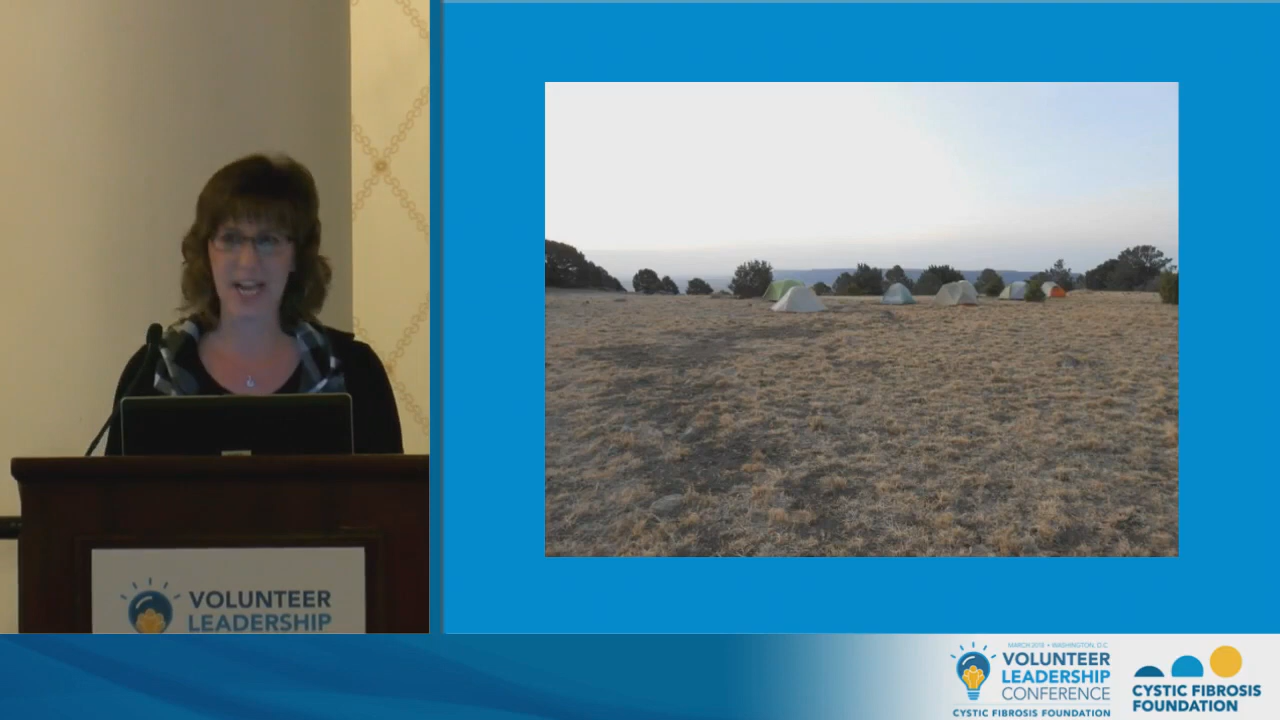 VOLUNTEER
LEADERSHIP
MARCH 2018 • WASHINGTON, D.C.
VOLUNTEER
LEADERSHIP
CONFERENCE
CYSTIC FIBROSIS FOUNDATION
CYSTIC FIBROSIS
FOUNDATION